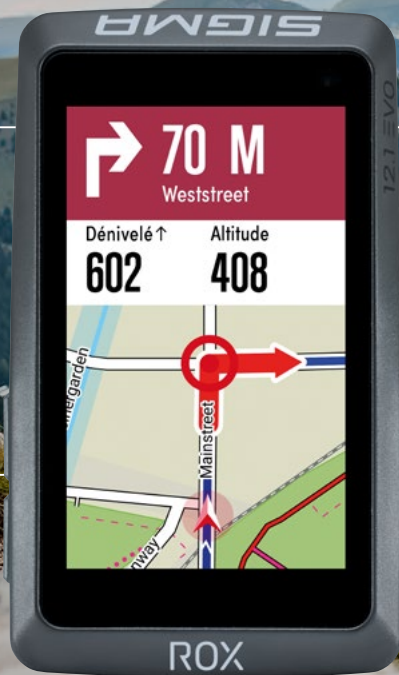 SIGMA
12.1 EVO
70 M
Weststreet
Dénivelé↑ Altitude
602 408
Mainstreet
ROX